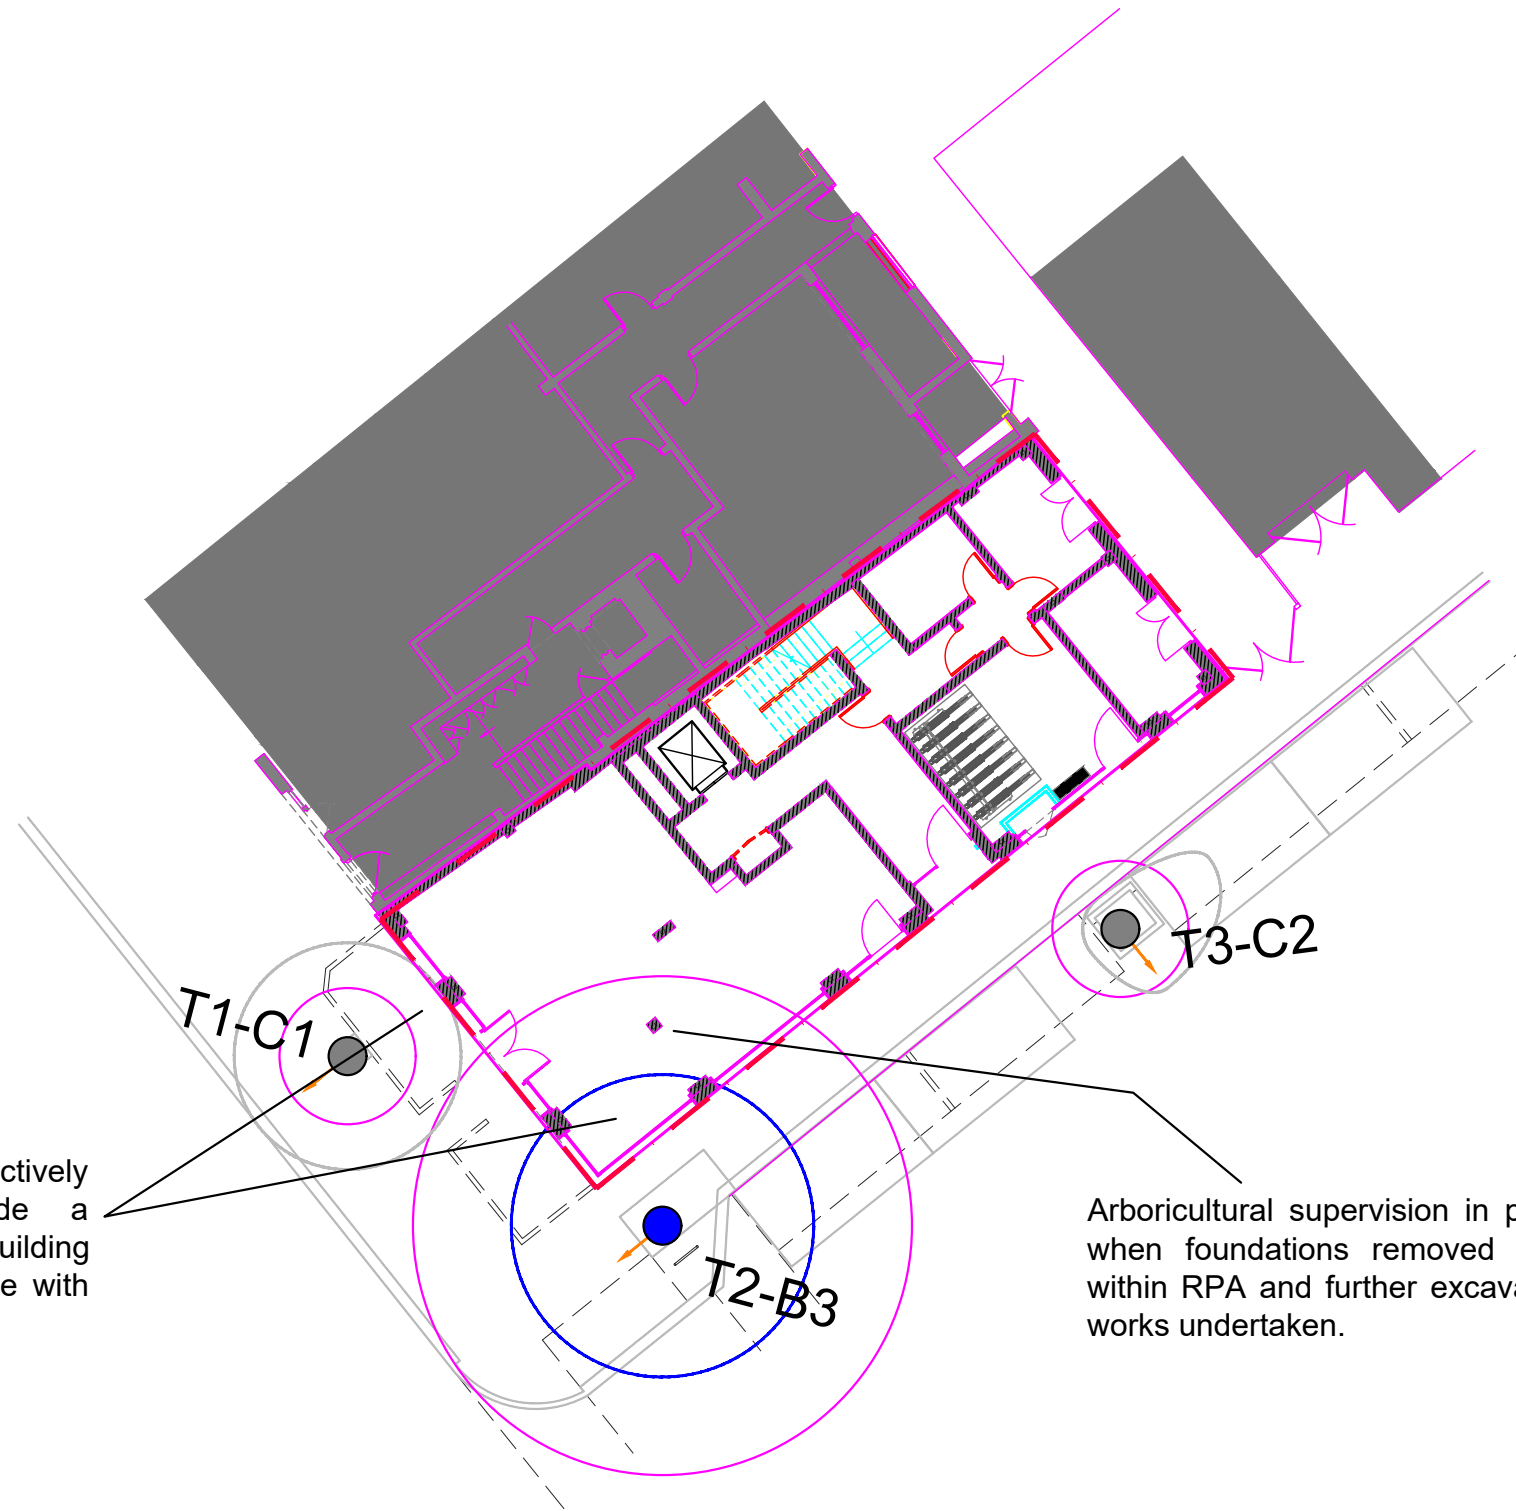 T1-C1
T3-C2
T2-B3
ctively
de a
uilding
e with
Arboricultural supervision in p
when foundations removed
within RPA and further excava
works undertaken.